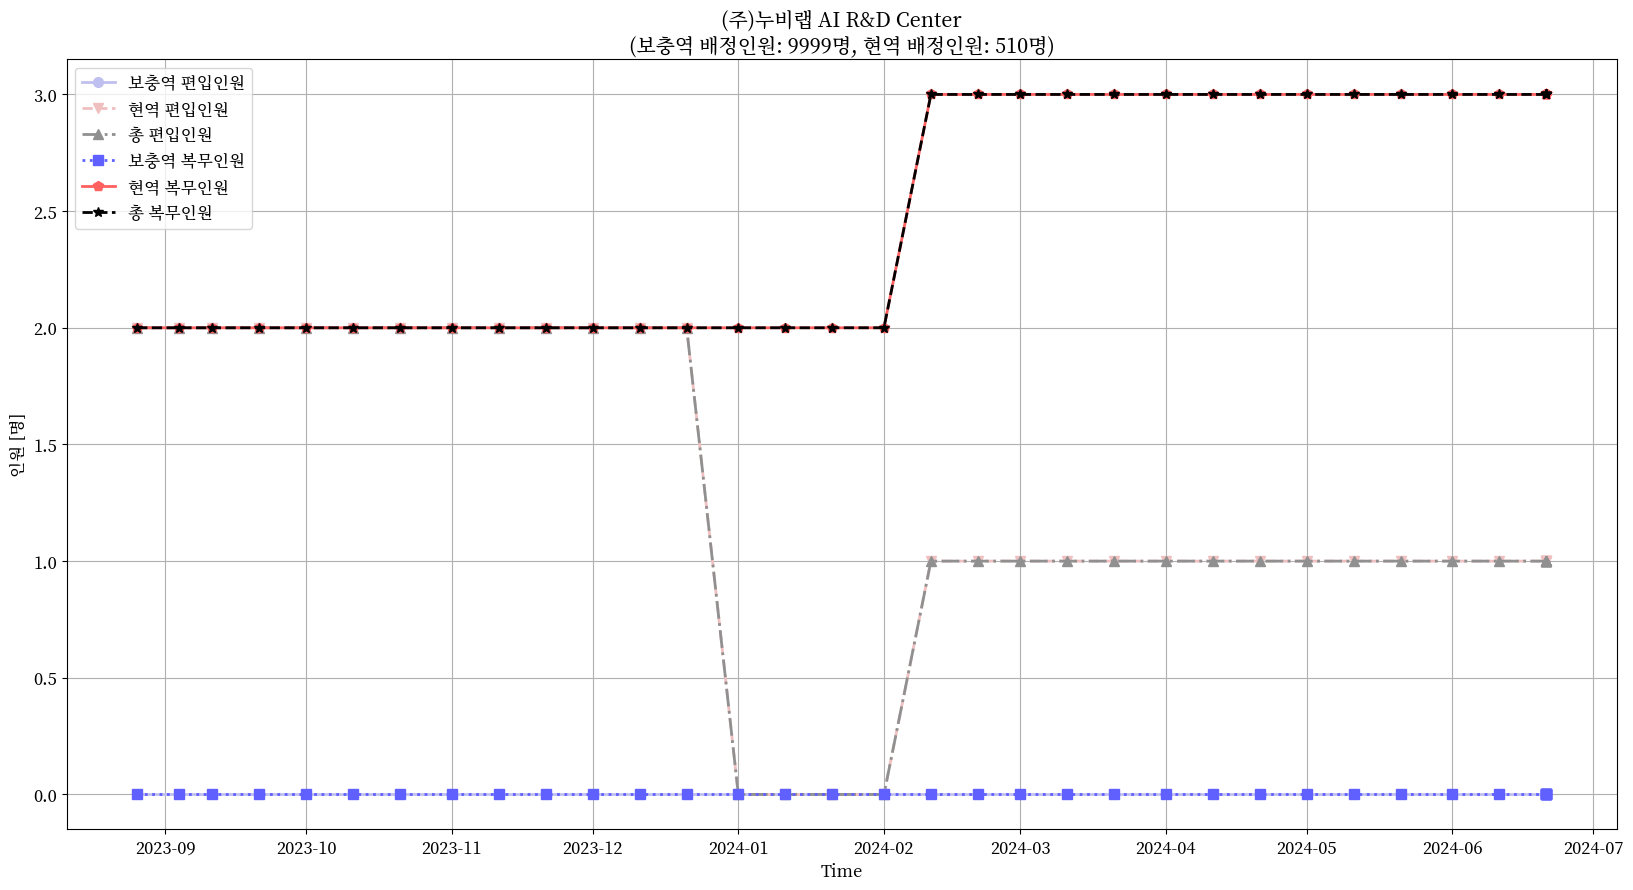 (주)누비랩 AI R&D Center
(보충역 배정인원: 9999명, 현역 배정인원: 510명)
보충역 편입인원
현역 편입인원
총 편입인원
보충역 복무인원
현역 복무인원
총 복무인원
3.0
2.5
2.0
1.5
1.0
0.5
0.0
인원 [명]
2023-09
2023-10
2023-11
2023-12
2024-01
2024-02
2024-03
2024-04
2024-05
2024-06
2024-07
Time